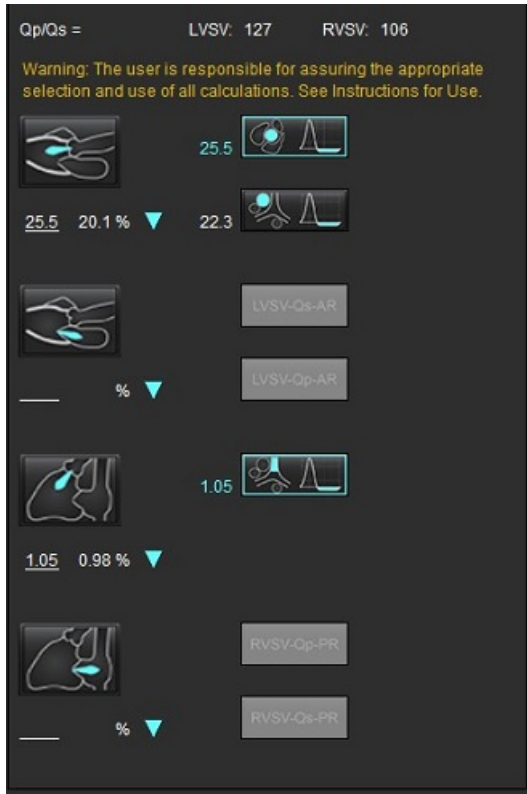 Qp/Qs = LVSV: 127 RVSV: 106
Warning: The user is responsible for assuring the appropriate
selection and use of all calculations. See Instructions for Use.
25.5
25.5 20.1 % 22.3
LVSV-Qs-AR
LVSV-Qp-AR
%
1.05
1.05 0.98 %
RVSV-Qp-PR
RVSV-Qs-PR
%